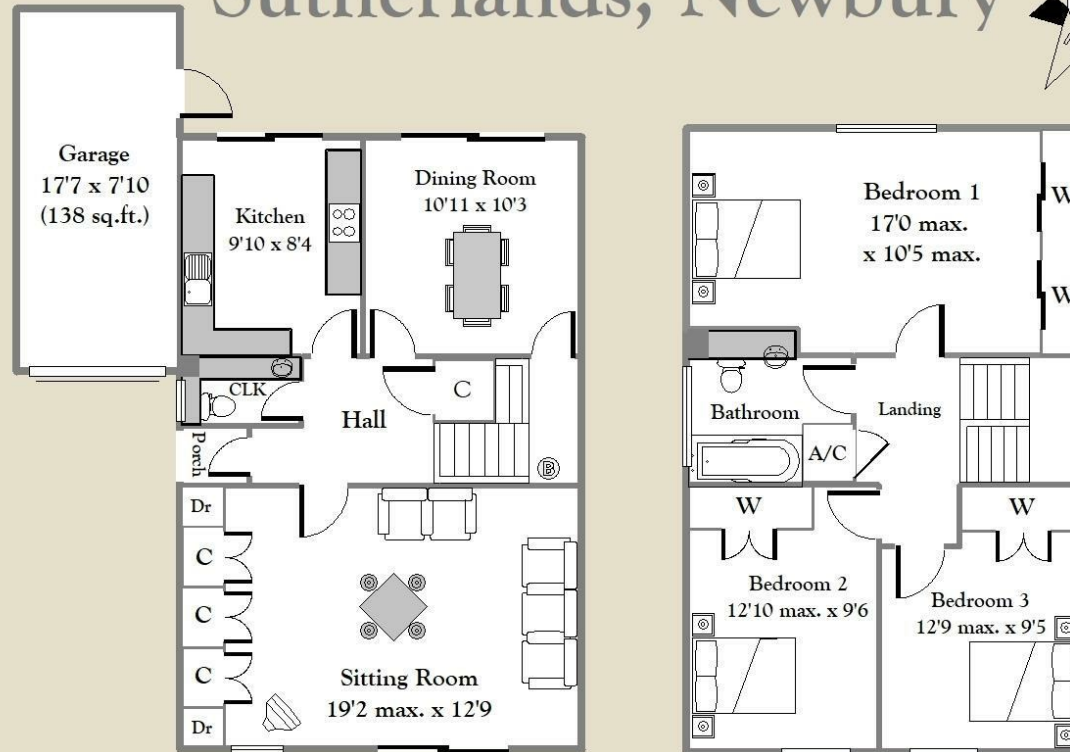 Sutherlands, Newbury
Garage
17'7 x 7'10
(138 sq.ft.)
Kitchen
9'10 x 8'4
Dining Room
10'11 x 10'3
CLK
Hall
C
Porch
B
Dr
C
C
C
Dr
Sitting Room
19'2 max. x 12'9
Bedroom 1
17'0 max.
x 10'5 max.
W
W
Bathroom
Landing
A/C
W
W
Bedroom 2
12'10 max. x 9'6
Bedroom 3
12'9 max. x 9'5